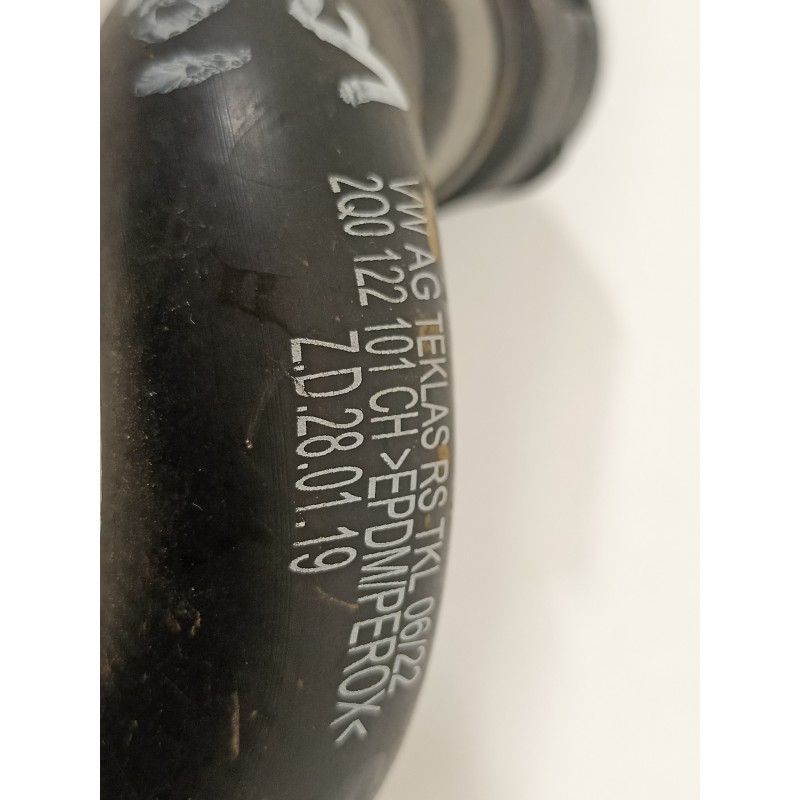 VW AG TEKLAS RS TKL 06/22
2Q0 122 101 CH >EPDM/PEROX<
Z.D.28.01.19